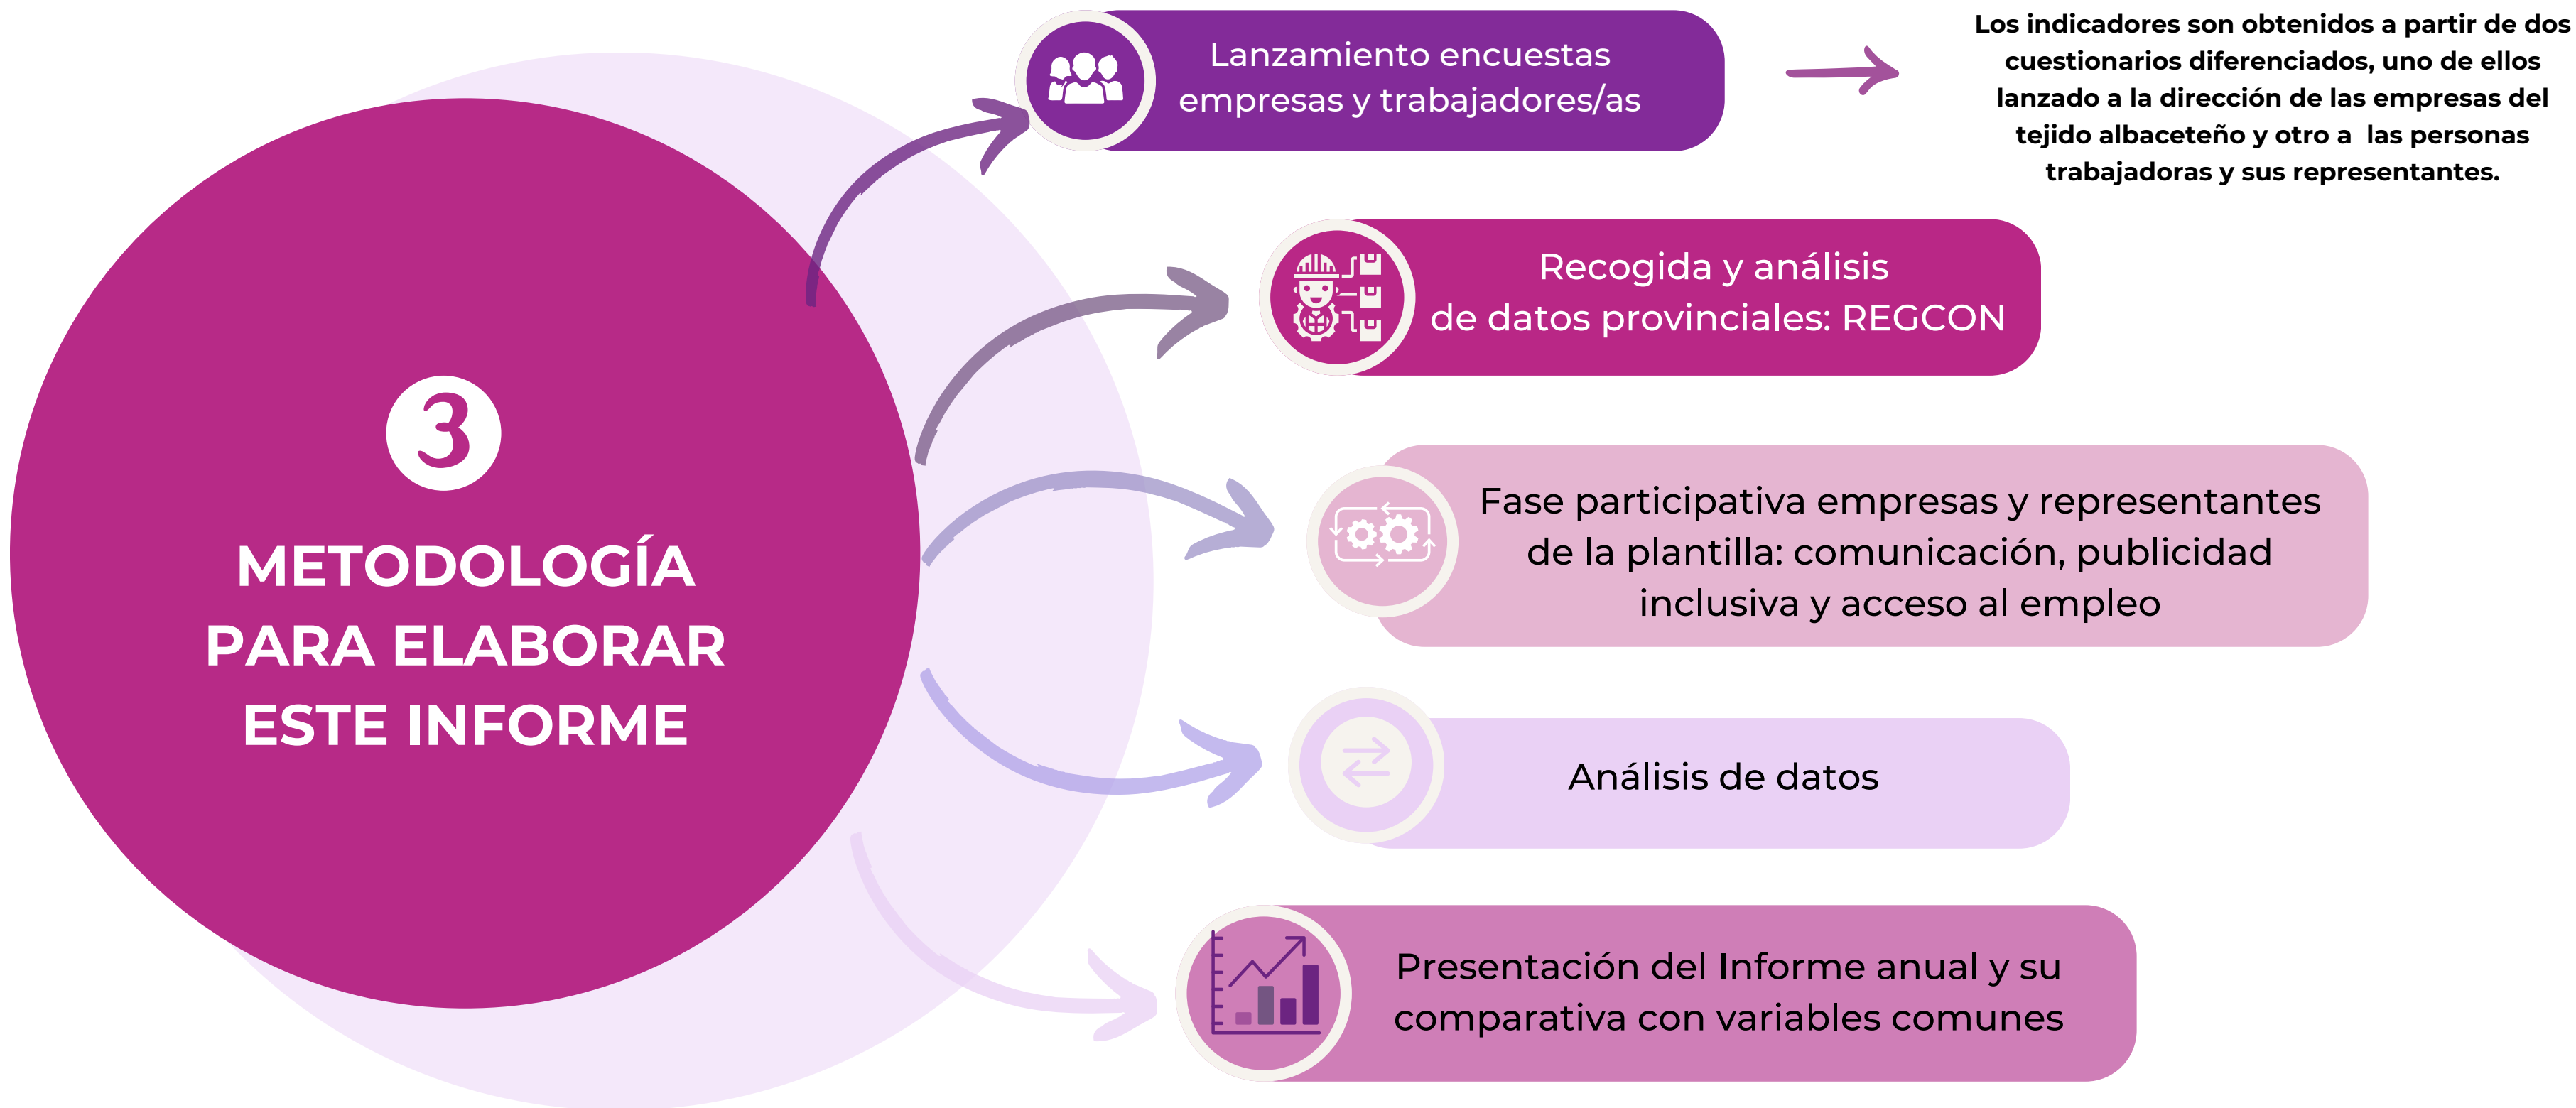 3
METODOLOGÍA
PARA ELABORAR
ESTE INFORME
Lanzamiento encuestas
empresas y trabajadores/as
Los indicadores son obtenidos a partir de dos
cuestionarios diferenciados, uno de ellos
lanzado a la dirección de las empresas del
tejido albaceteño y otro a las personas
trabajadoras y sus representantes.
Recogida y análisis
de datos provinciales: REGCON
Fase participativa empresas y representantes
de la plantilla: comunicación, publicidad
inclusiva y acceso al empleo
Análisis de datos
Presentación del Informe anual y su
comparativa con variables comunes